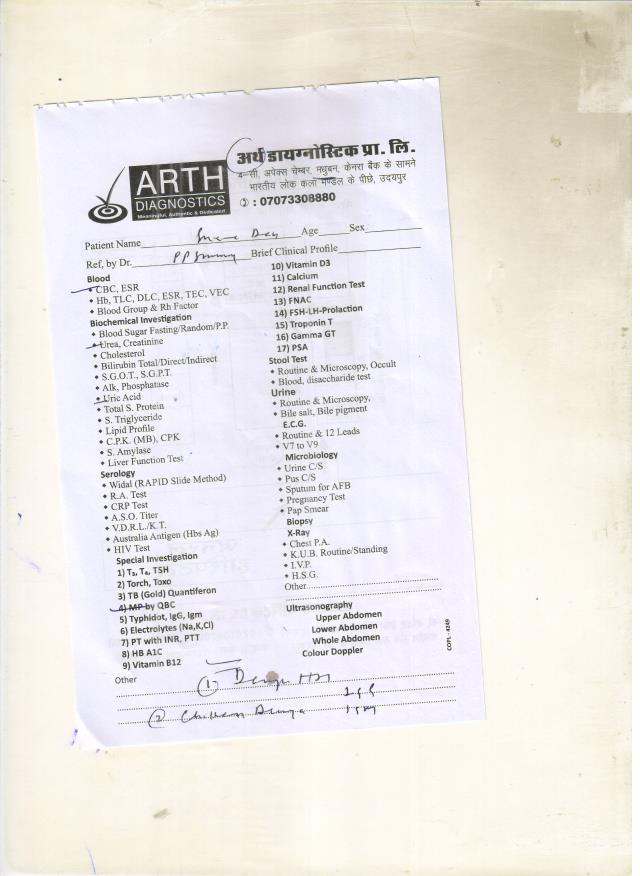 अर्थ डायग्नोस्टिक प्रा. लि.
4-सी, अपेक्स चेम्बर, मधुबन, केनरा बैंक के सामने
भारतीय लोक कला मण्डल के पीछे, उदयपुर
: 07073308880
ARTH
DIAGNOSTICS
Meaningful, Authentic & Dedicated
Patient Name Age Sex
Ref, by Dr. Brief Clinical Profile
Blood
CBC, ESR
Hb, TLC, DLC, ESR, TEC, VEC
Blood Group & Rh Factor
Biochemical Investigation
Blood Sugar Fasting/Random/P.P.
Urea, Creatinine
Cholesterol
Bilirubin Total/Direct/Indirect
S.G.O.T., S.G.P.T.
Alk, Phosphatase
Uric Acid
Total S. Protein
S. Triglyceride
Lipid Profile
C.P.K. (MB), CPK
S. Amylase
Liver Function Test
Serology
Widal (RAPID Slide Method)
R.A. Test
CRP Test
A.S.O. Titer
V.D.R.L./K.T.
Australia Antigen (Hbs Ag)
HIV Test
Special Investigation
1) T₃, T₄, TSH
2) Torch, Toxo
3) TB (Gold) Quantiferon
4) MP by QBC
5) Typhidot, IgG, Igm
6) Electrolytes (Na,K,Cl)
7) PT with INR, PTT
8) HB A1C
9) Vitamin B12
10) Vitamin D3
11) Calcium
12) Renal Function Test
13) FNAC
14) FSH-LH-Prolaction
15) Troponin T
16) Gamma GT
17) PSA
Stool Test
Routine & Microscopy, Occult
Blood, disaccharide test
Urine
Routine & Microscopy,
Bile salt, Bile pigment
E.C.G.
Routine & 12 Leads
V7 to V9
Microbiology
Urine C/S
Pus C/S
Sputum for AFB
Pregnancy Test
Pap Smear
Biopsy
X-Ray
Chest P.A.
K.U.B. Routine/Standing
I.V.P.
H.S.G.
Other
Ultrasonography
Upper Abdomen
Lower Abdomen
Whole Abdomen
Colour Doppler
COPL - 4249
Other
(1)
(2)